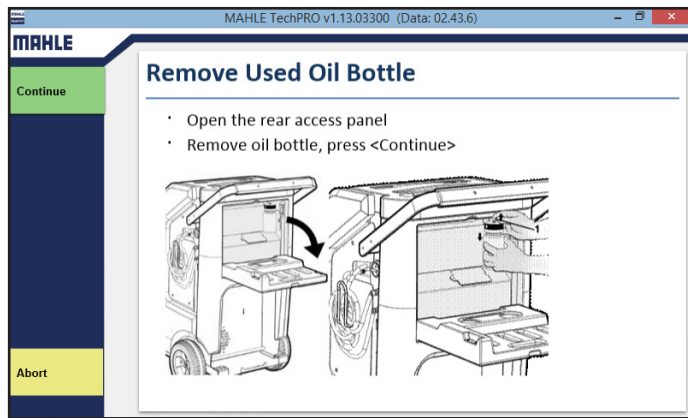 MAHLE TechPRO v1.13.03300 (Data: 02.43.6)
MAHLE
Continue
Remove Used Oil Bottle
· Open the rear access panel
· Remove oil bottle, press <Continue>
1
Abort